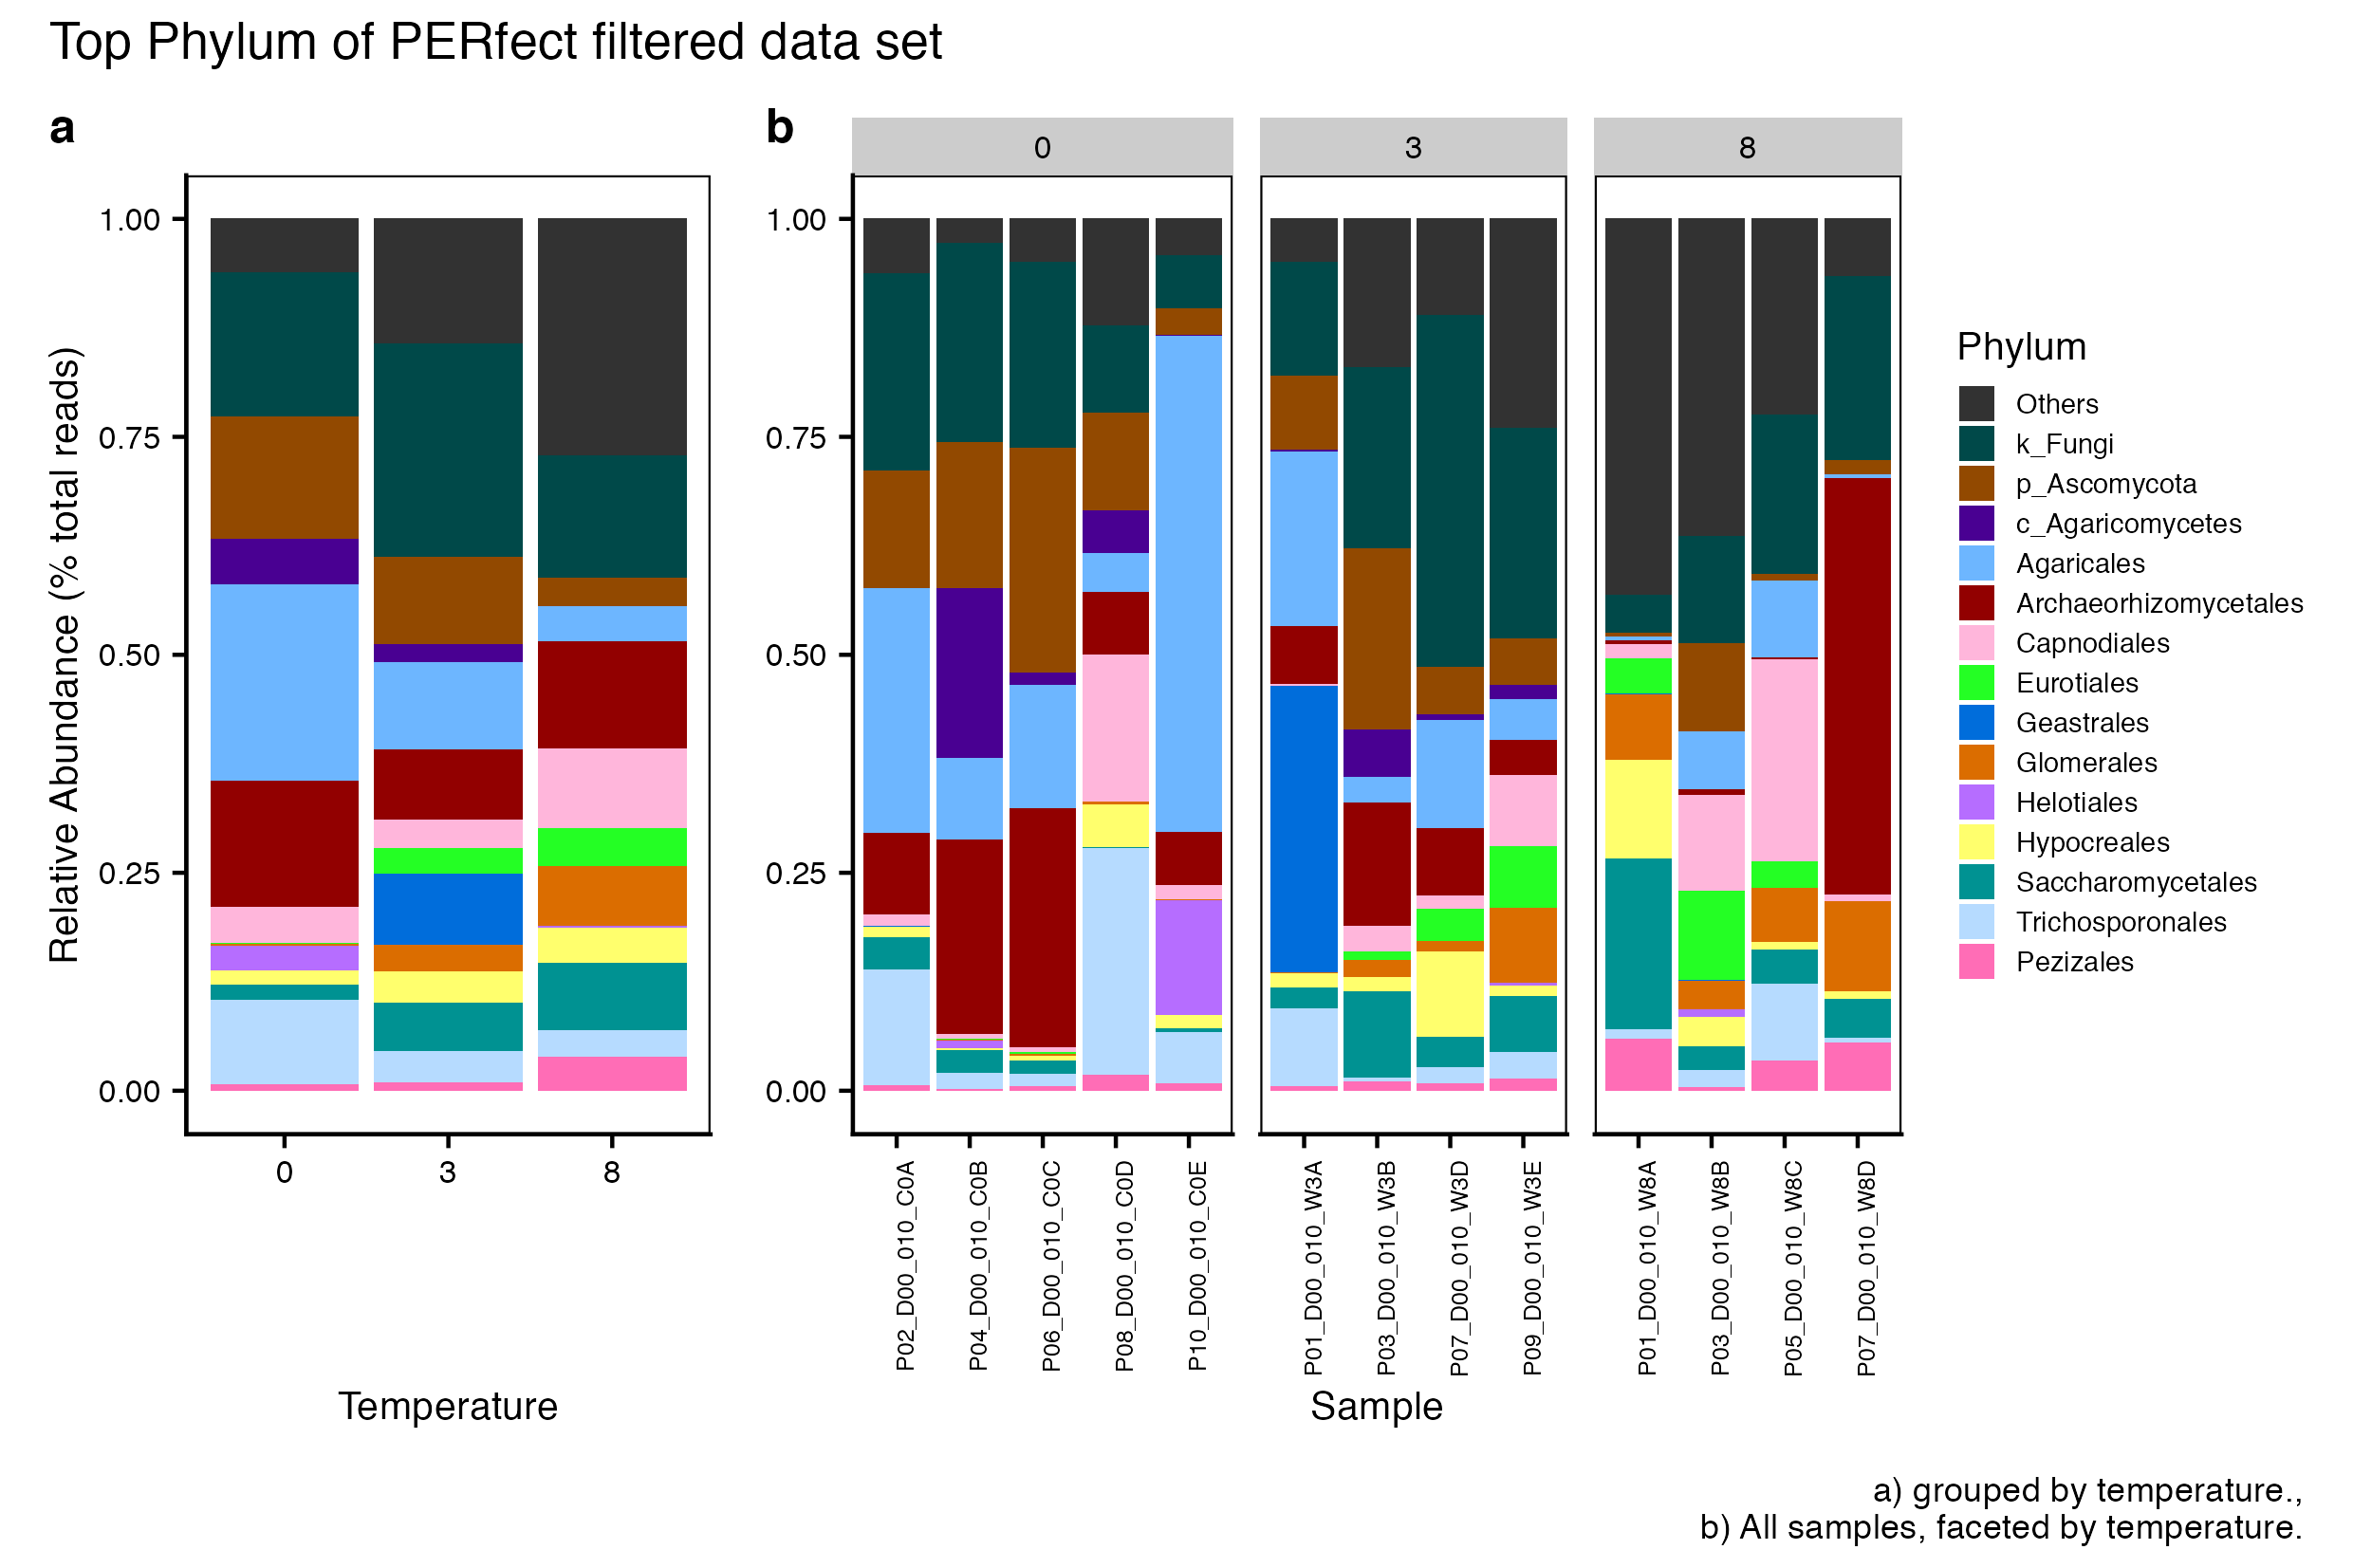 Top Phylum of PERfect filtered data set
a
Relative Abundance (% total reads)
1.00
0.75
0.50
0.25
0.00
0 3 8
Temperature
b
0 3 8
1.00
0.75
0.50
0.25
0.00
P02_D00_010_C0A
P04_D00_010_C0B
P06_D00_010_C0C
P08_D00_010_C0D
P10_D00_010_C0E
P01_D00_010_W3A
P03_D00_010_W3B
P07_D00_010_W3D
P09_D00_010_W3E
P01_D00_010_W8A
P03_D00_010_W8B
P05_D00_010_W8C
P07_D00_010_W8D
Sample
Phylum
Others
k_Fungi
p_Ascomycota
c_Agaricomycetes
Agaricales
Archaeorhizomycetales
Capnodiales
Eurotiales
Geastrales
Glomerales
Helotiales
Hypocreales
Saccharomycetales
Trichosporonales
Pezizales
a) grouped by temperature.,
b) All samples, faceted by temperature.